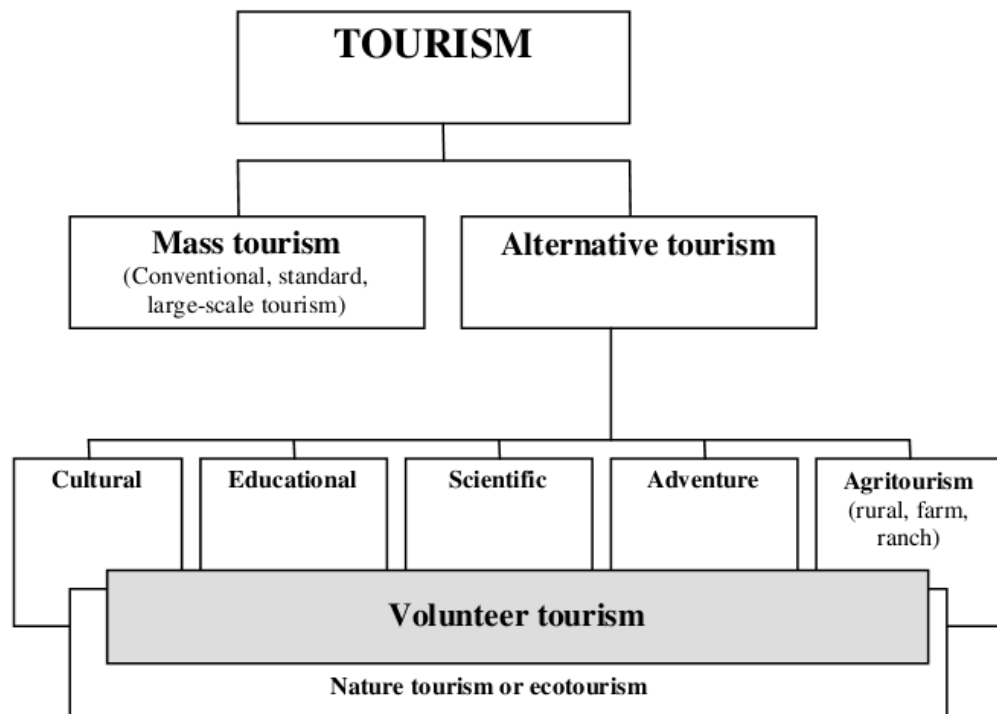 TOURISM
Mass tourism
(Conventional, standard,
large-scale tourism)
Alternative tourism
Cultural
Educational
Scientific
Adventure
Agritourism
(rural, farm,
ranch)
Volunteer tourism
Nature tourism or ecotourism